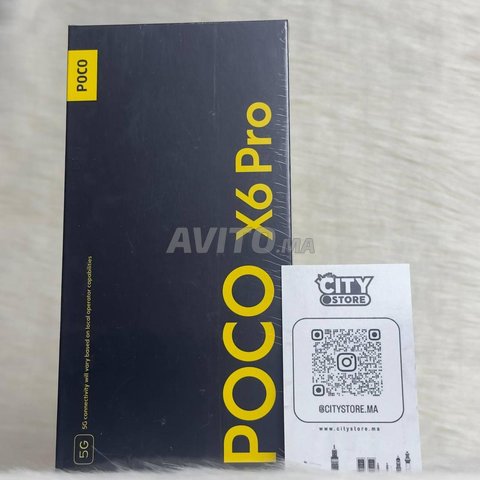 POCO
POCO X6 Pro
5G
5G connectivity will vary based on local operator capabilities
AVITO.MA
CITY
STORE
@CITYSTORE.MA
www.citystore.ma